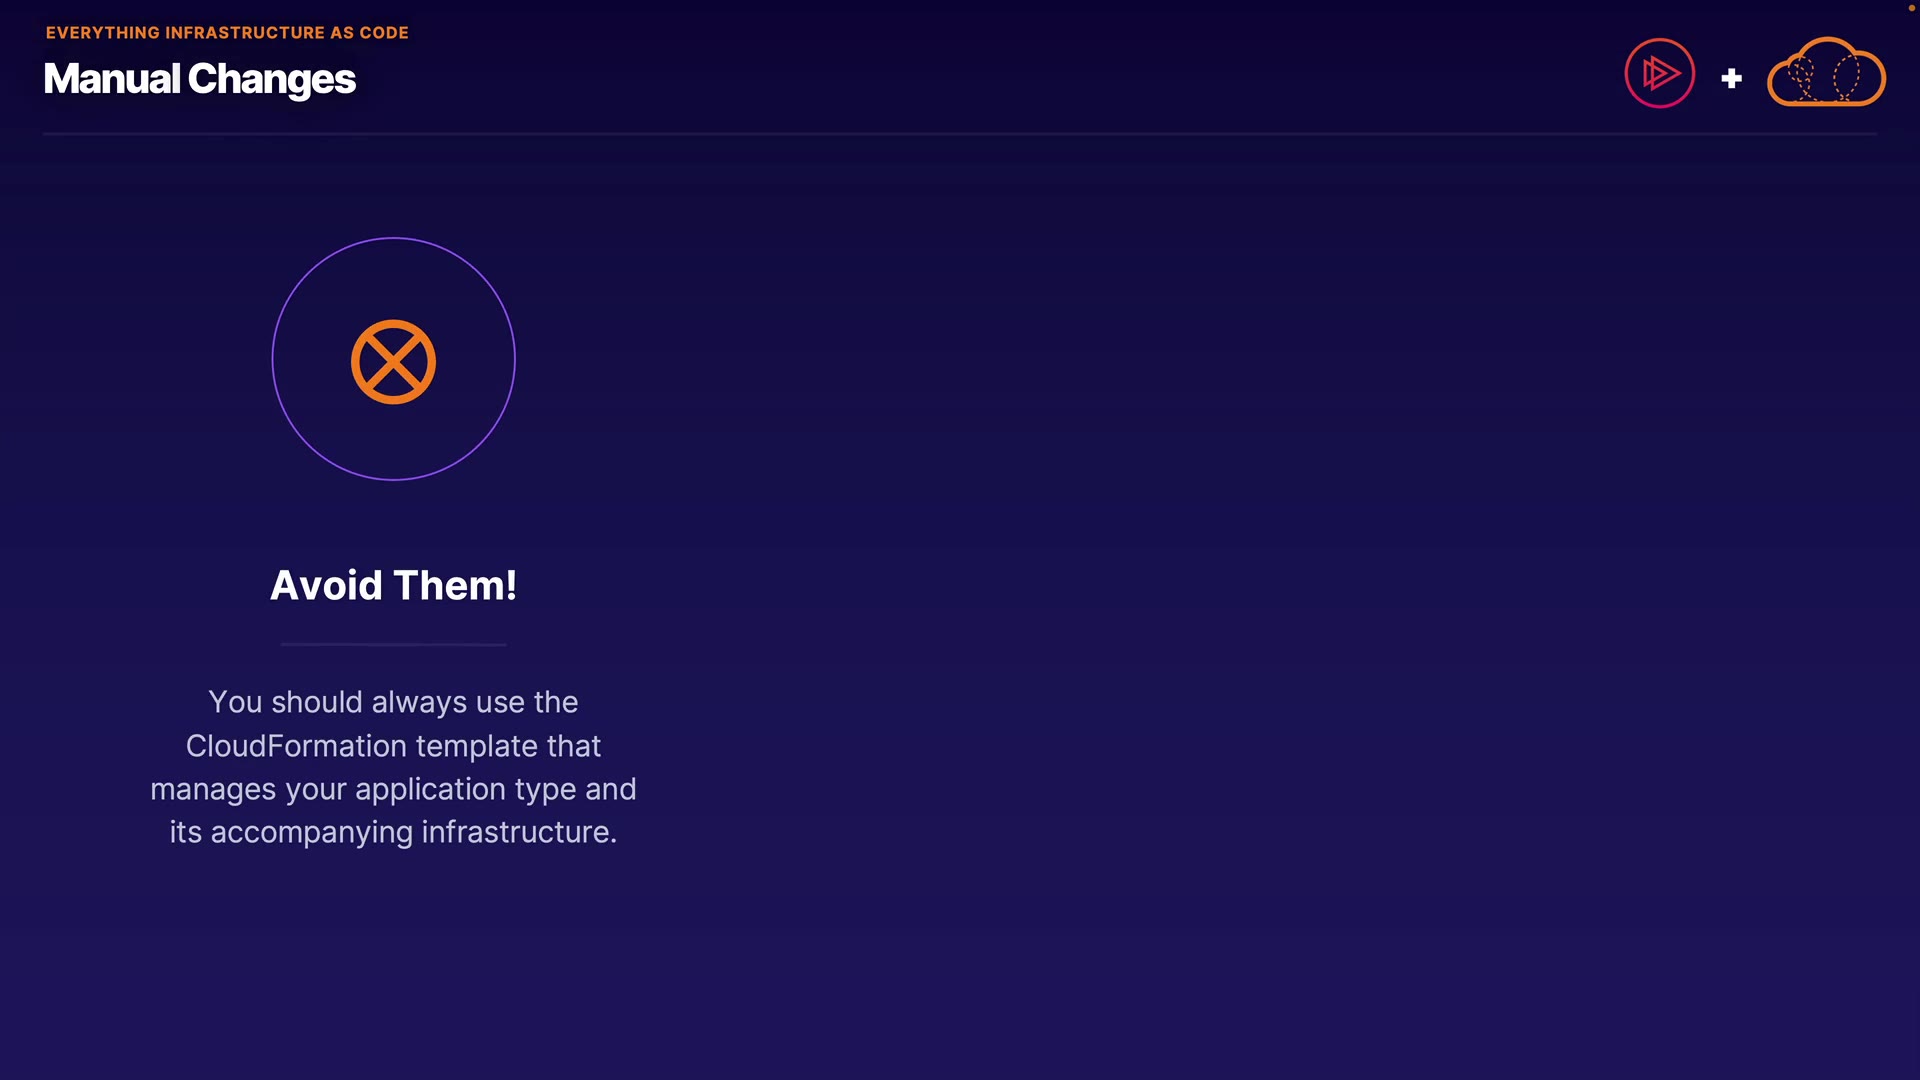 EVERYTHING INFRASTRUCTURE AS CODE
Manual Changes
Avoid Them!
You should always use the
CloudFormation template that
manages your application type and
its accompanying infrastructure.